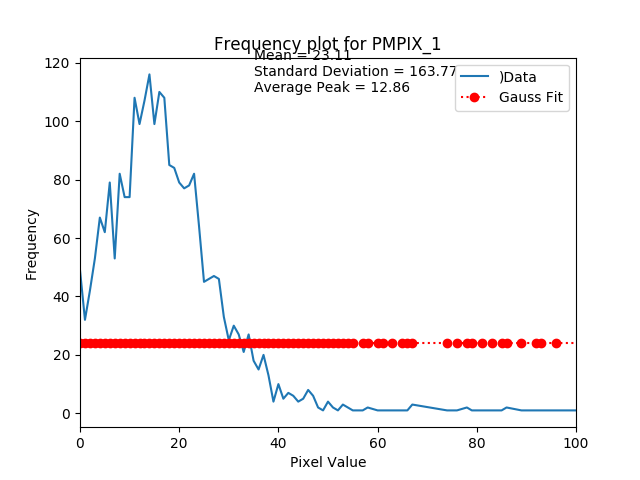 Frequency plot for PMPIX_1
Mean = 23.11
Standard Deviation = 163.77
Average Peak = 12.86
)Data
Gauss Fit
120
100
80
60
40
20
0
Frequency
0 20 40 60 80 100
Pixel Value